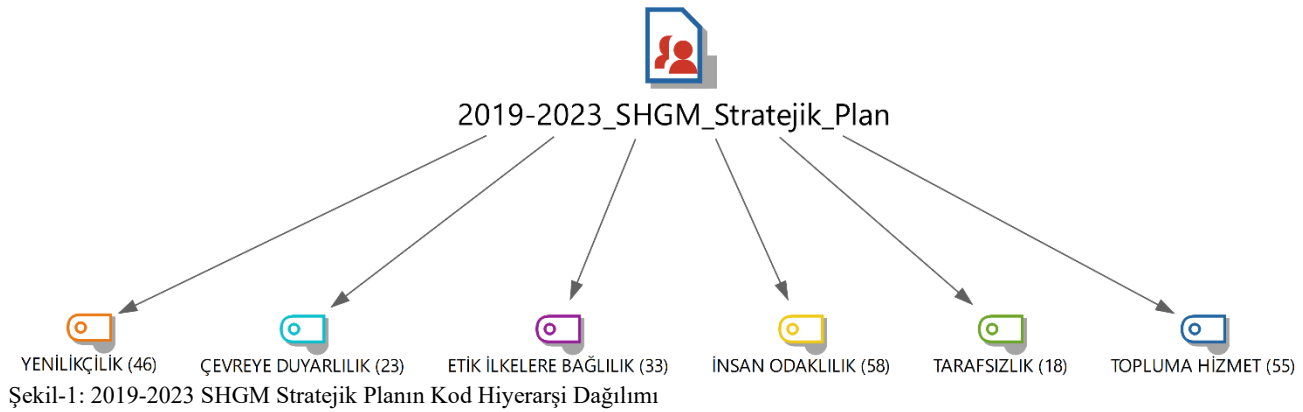 2019-2023_SHGM_Stratejik_Plan
YENİLİKÇİLİK (46)
ÇEVREYE DUYARLILIK (23)
ETİK İLKELERE BAĞLILIK (33)
İNSAN ODAKLILIK (58)
TARAFSIZLIK (18)
TOPLUMA HİZMET (55)
Şekil-1: 2019-2023 SHGM Stratejik Planın Kod Hiyerarşi Dağılımı